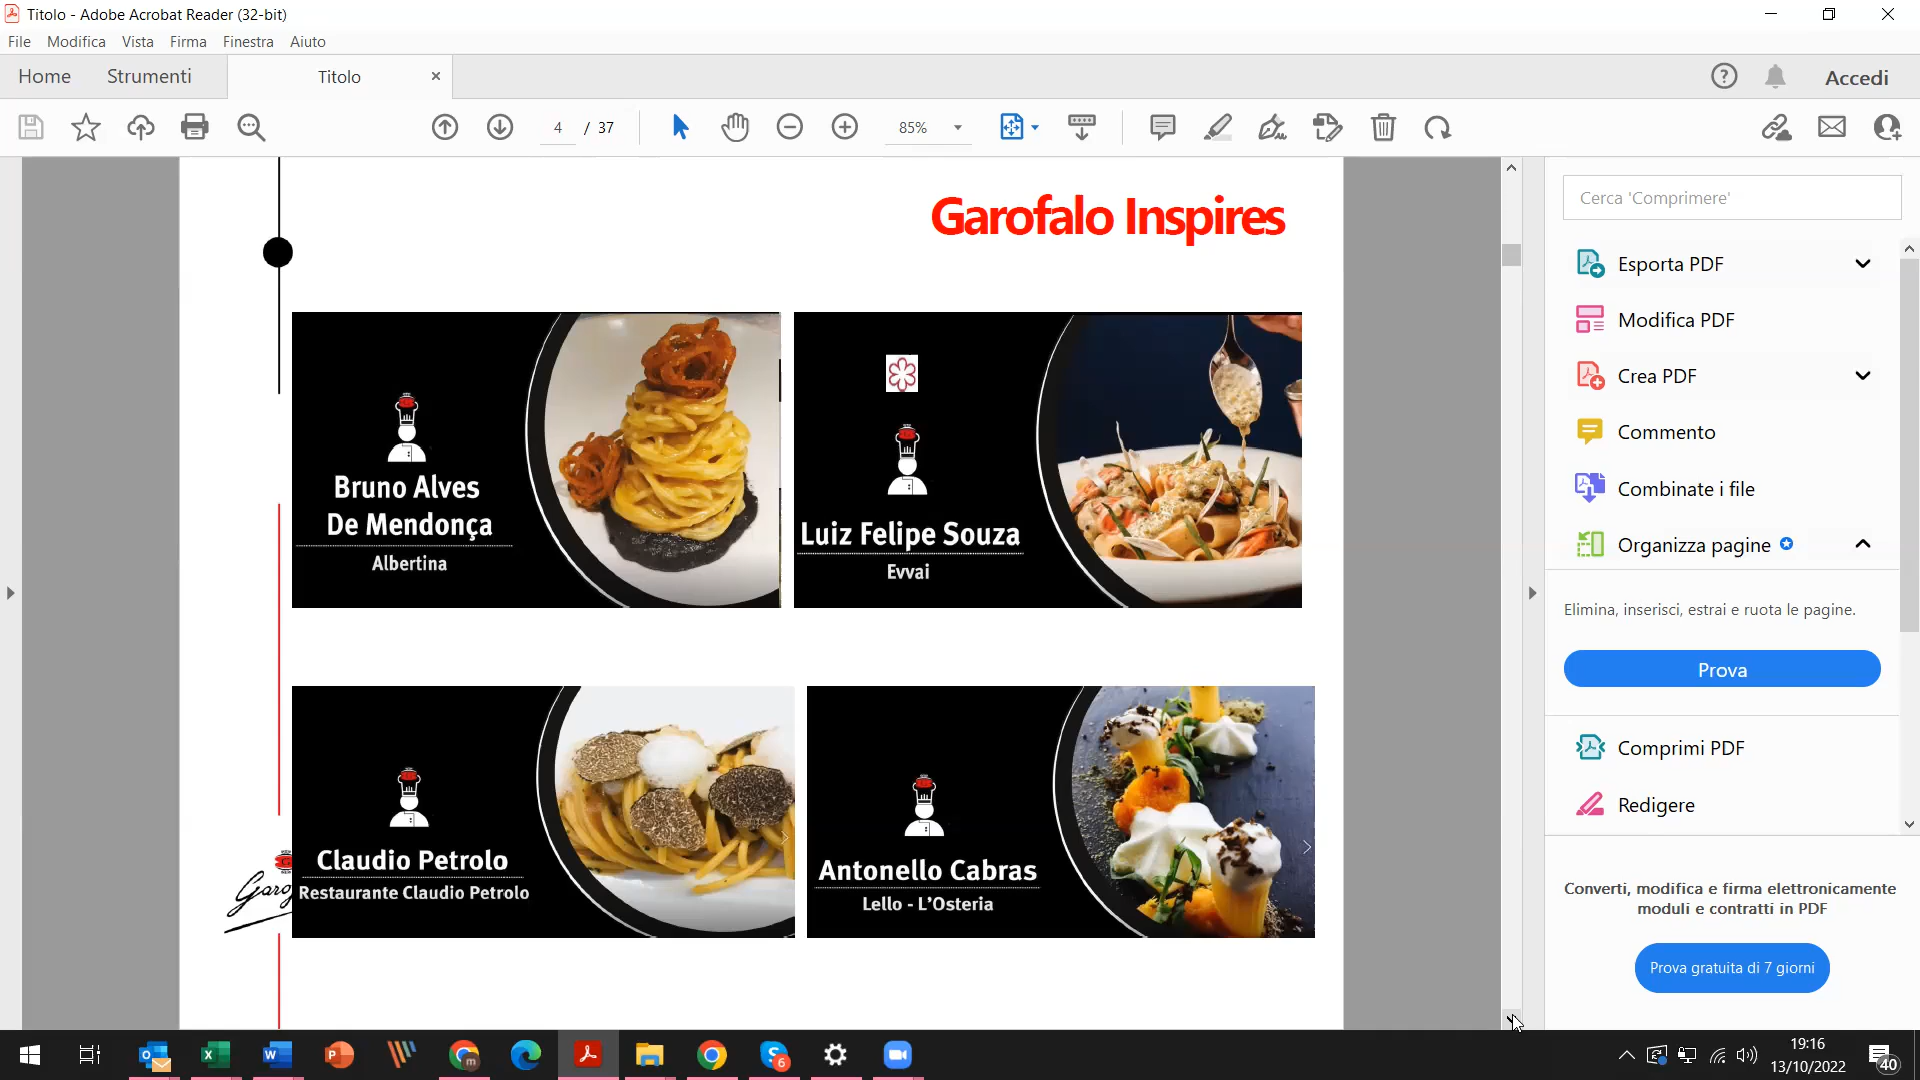 Titolo - Adobe Acrobat Reader (32-bit)
File Modifica Vista Firma Finestra Aiuto
Home Strumenti Titolo Accedi
4 / 37 85%
Garofalo Inspires
Bruno Alves
De Mendonça
Albertina
Luiz Felipe Souza
Evvai
Claudio Petrolo
Restaurante Claudio Petrolo
Antonello Cabras
Lello - L'Osteria
Cerca 'Comprimere'
Esporta PDF
Modifica PDF
Crea PDF
Commento
Combinate i file
Organizza pagine
Elimina, inserisci, estrai e ruota le pagine.
Prova
Comprimi PDF
Redigere
Converti, modifica e firma elettronicamente
moduli e contratti in PDF
Prova gratuita di 7 giorni
19:16
13/10/2022
40
6